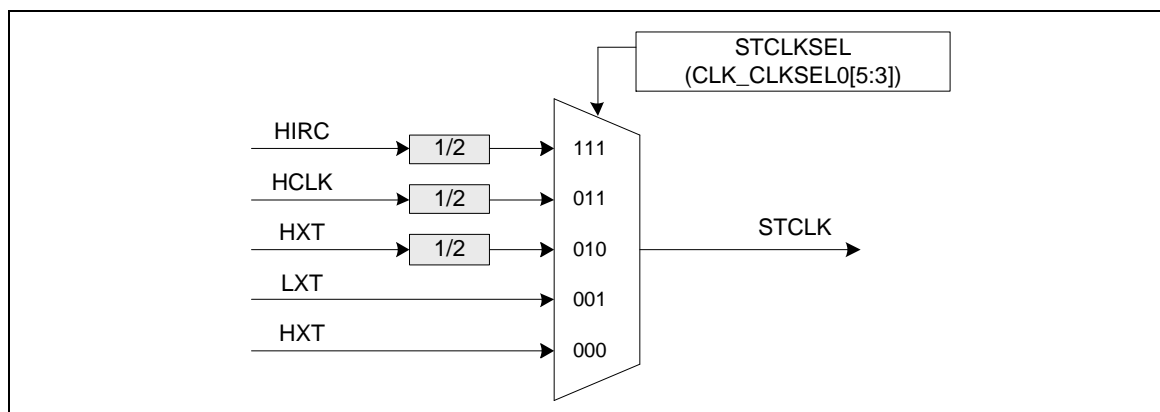 STCLKSEL
(CLK_CLKSEL0[5:3])
HIRC
1/2
111
HCLK
1/2
011
HXT
1/2
010
STCLK
LXT
001
HXT
000